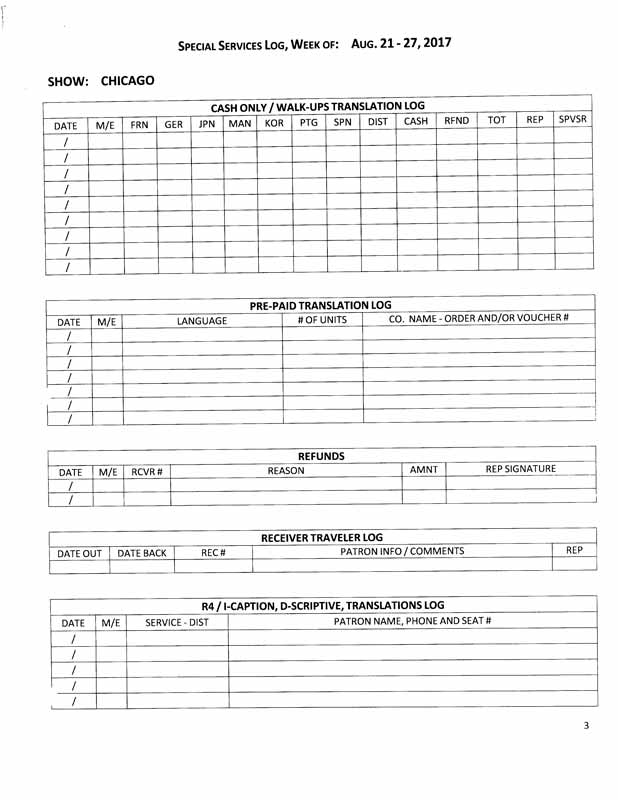 SPECIAL SERVICES LOG, WEEK OF: AUG. 21 - 27, 2017
SHOW: CHICAGO
CASH ONLY / WALK-UPS TRANSLATION LOG
DATE M/E FRN GER JPN MAN KOR PTG SPN DIST CASH RFND TOT REP SPVSR
/
/
/
/
/
/
/
/
/
PRE-PAID TRANSLATION LOG
DATE M/E LANGUAGE # OF UNITS CO. NAME - ORDER AND/OR VOUCHER #
/
/
/
/
/
/
/
REFUNDS
DATE M/E RCVR # REASON AMNT REP SIGNATURE
/
/
RECEIVER TRAVELER LOG
DATE OUT DATE BACK REC # PATRON INFO / COMMENTS REP
R4 / I-CAPTION, D-SCRIPTIVE, TRANSLATIONS LOG
DATE M/E SERVICE - DIST PATRON NAME, PHONE AND SEAT #
/
/
/
/
/
3